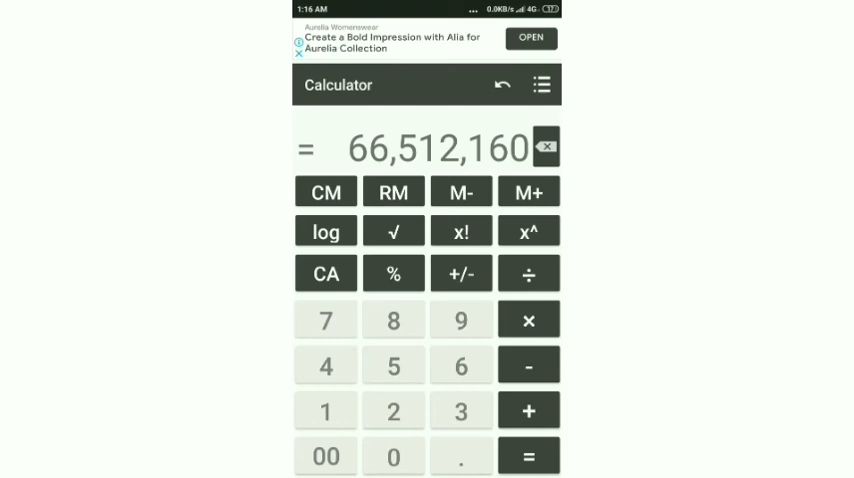 1:16 AM ... 0.0KB/s 4G 17
Aurelia Womenswear
Create a Bold Impression with Alia for
Aurelia Collection
OPEN
Calculator
= 66,512,160
CM RM M- M+
log √ x! x^
CA % +/- ÷
7 8 9 ×
4 5 6 -
1 2 3 +
00 0 . =